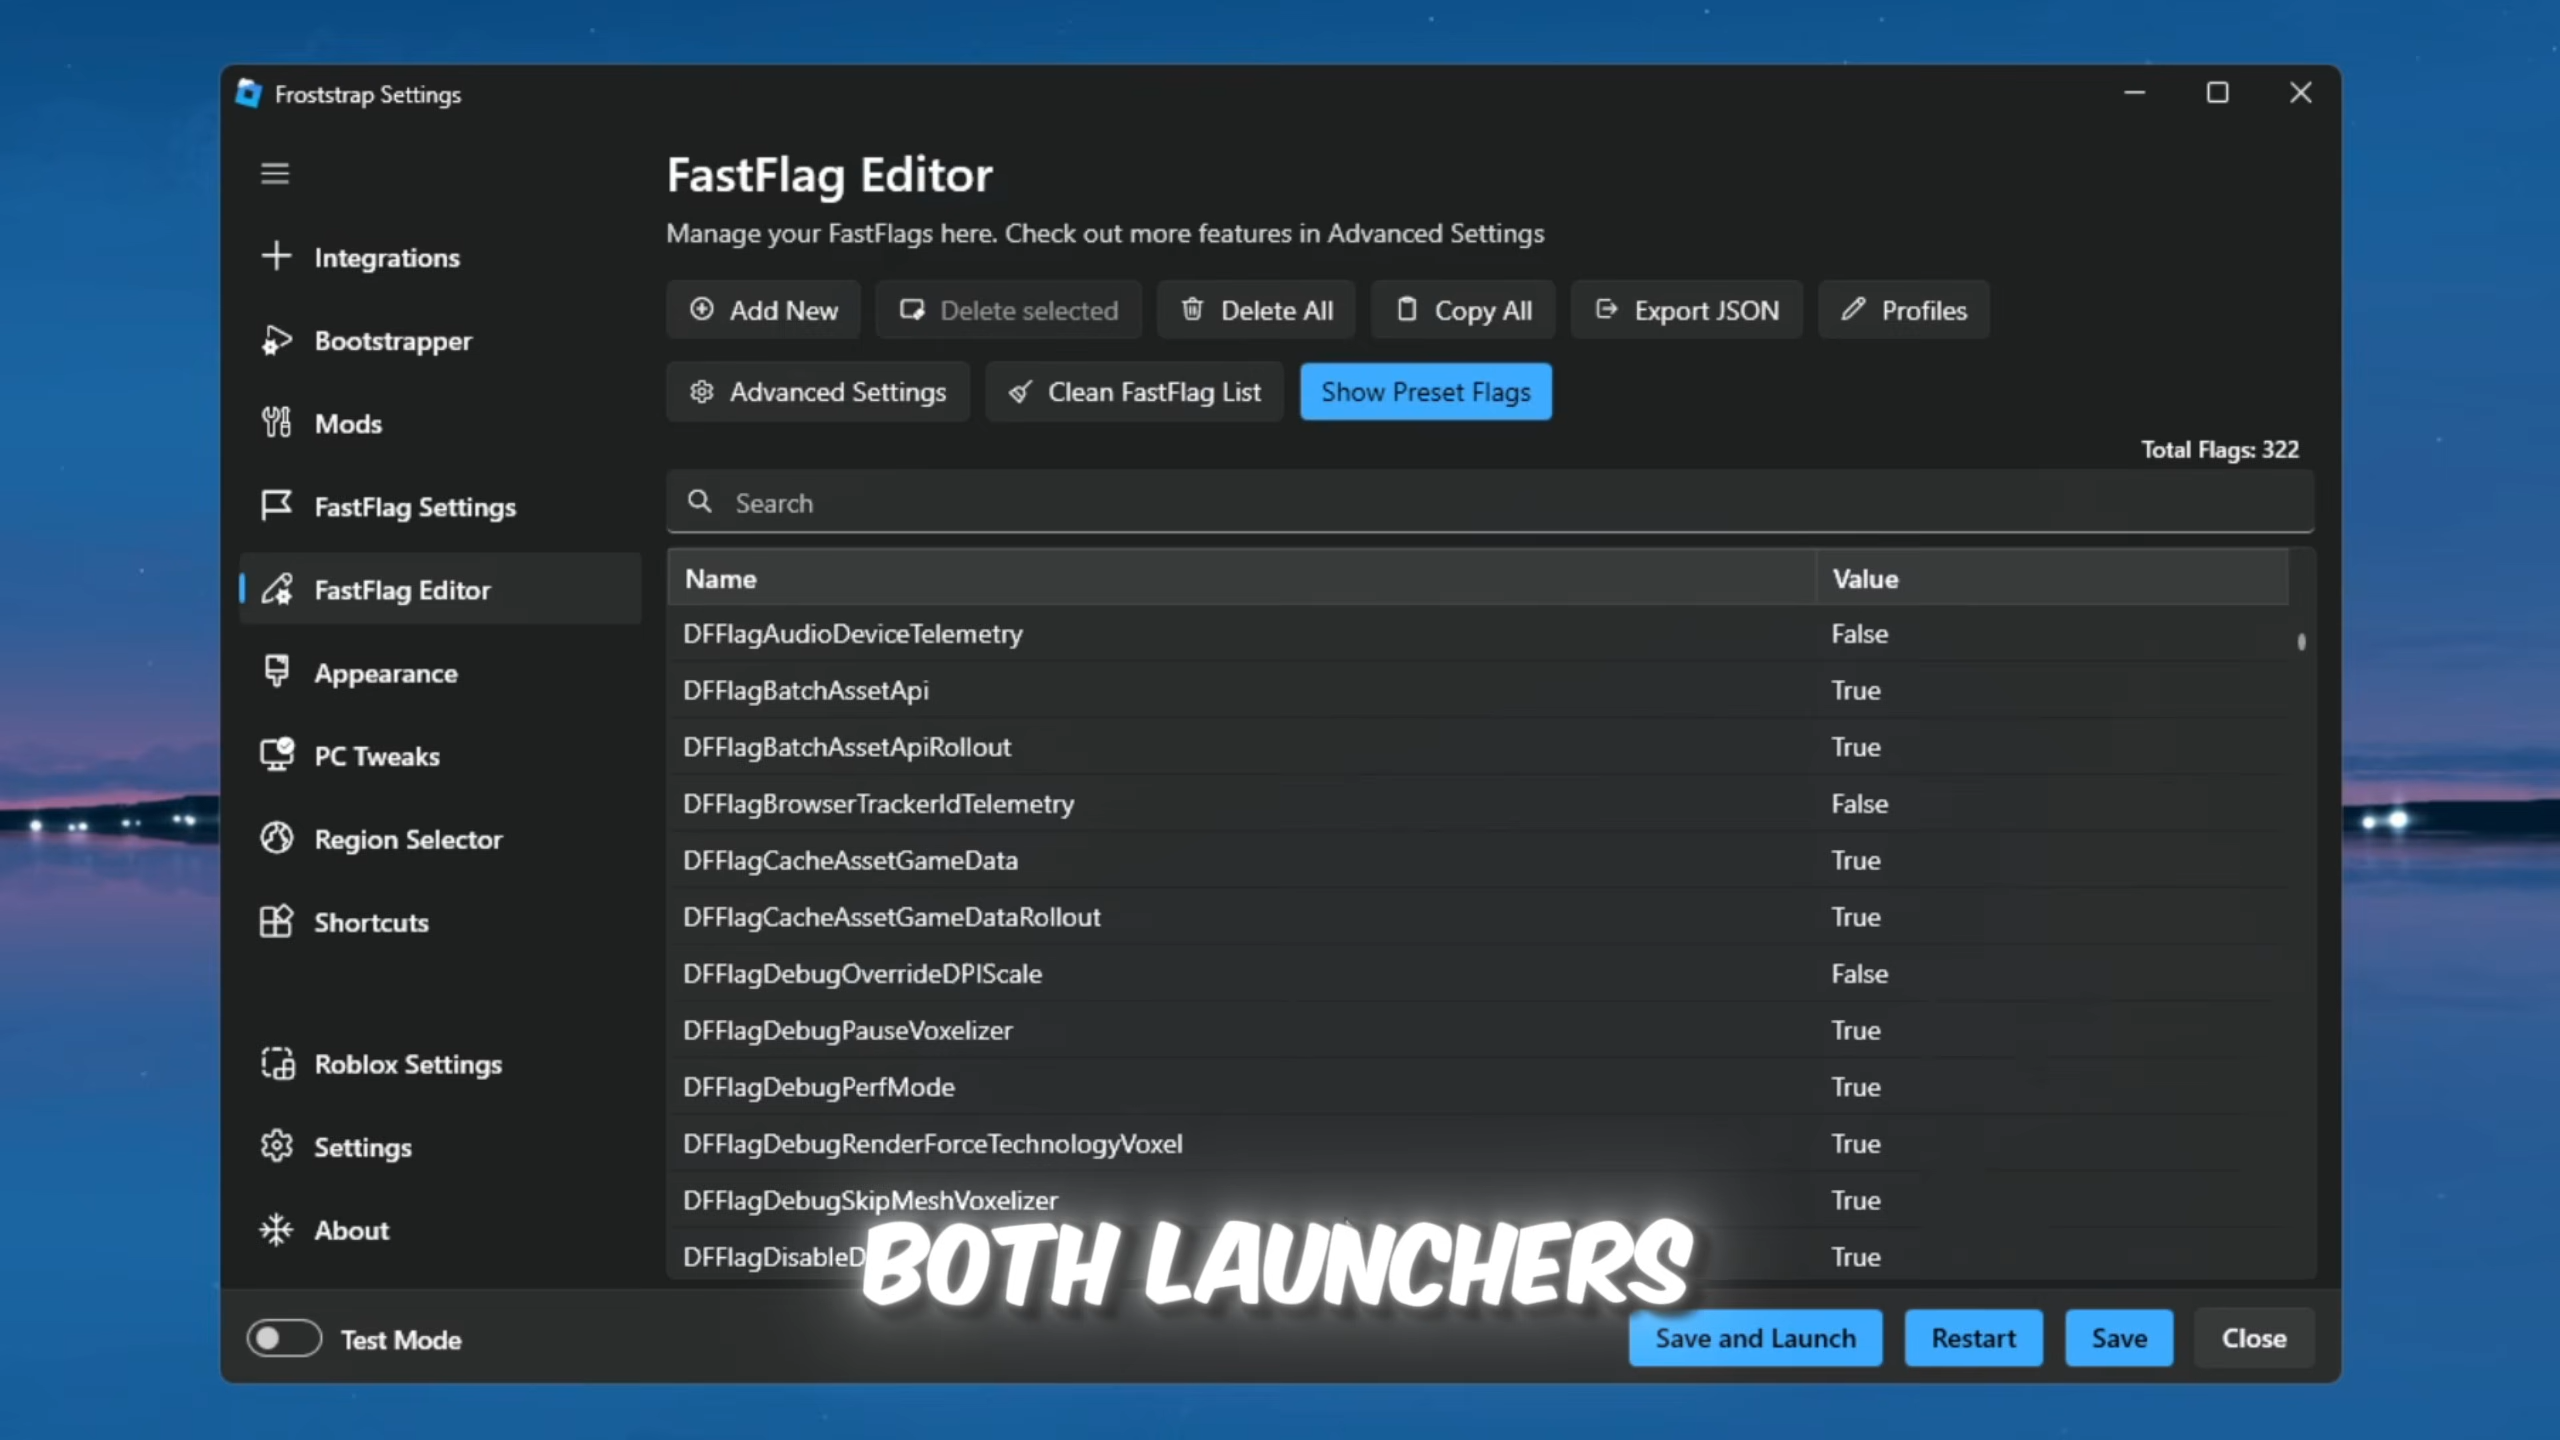 Froststrap Settings
Integrations
Bootstrapper
Mods
FastFlag Settings
FastFlag Editor
Appearance
PC Tweaks
Region Selector
Shortcuts
Roblox Settings
Settings
About
Test Mode
FastFlag Editor
Manage your FastFlags here. Check out more features in Advanced Settings
Add New
Delete selected
Delete All
Copy All
Export JSON
Profiles
Advanced Settings
Clean FastFlag List
Show Preset Flags
Total Flags: 322
Search
Name Value
DFFlagAudioDeviceTelemetry False
DFFlagBatchAssetApi True
DFFlagBatchAssetApiRollout True
DFFlagBrowserTrackerIdTelemetry False
DFFlagCacheAssetGameData True
DFFlagCacheAssetGameDataRollout True
DFFlagDebugOverrideDPIScale False
DFFlagDebugPauseVoxelizer True
DFFlagDebugPerfMode True
DFFlagDebugRenderForceTechnologyVoxel True
DFFlagDebugSkipMeshVoxelizer True
True
BOTH LAUNCHERS
Save and Launch
Restart
Save
Close